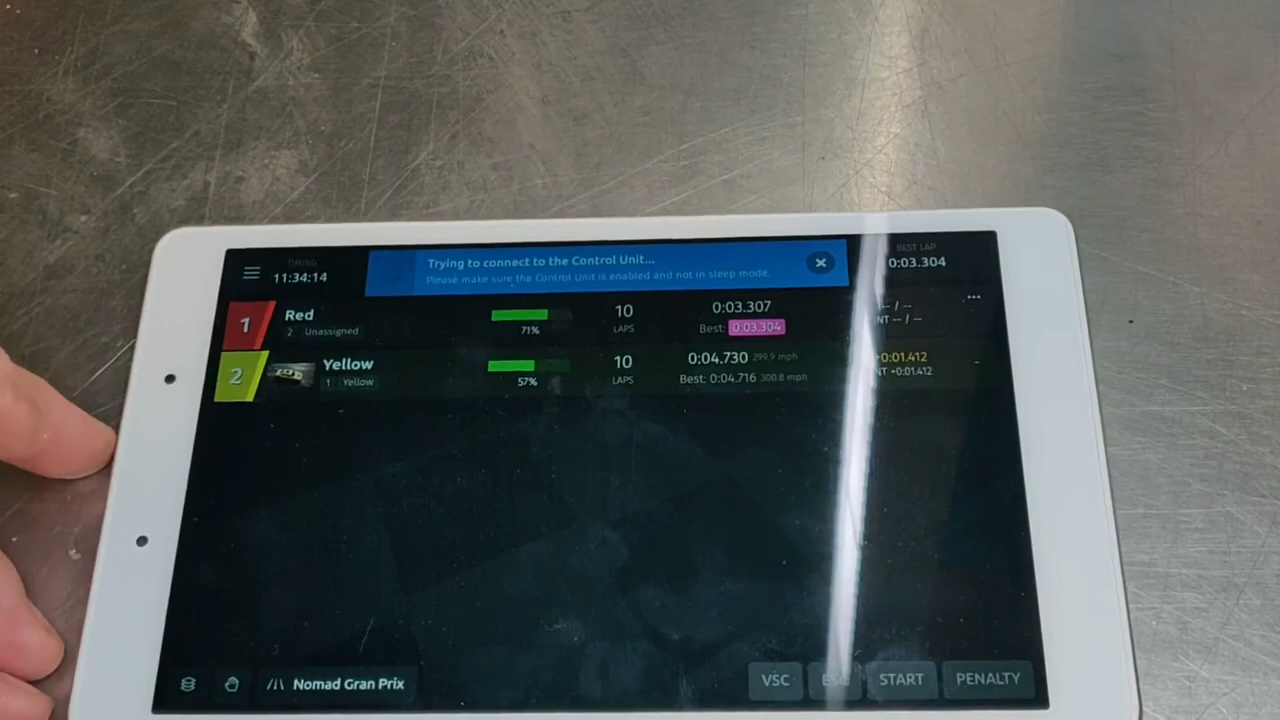 TIMING
11:34:14
Trying to connect to the Control Unit...
Please make sure the Control Unit is enabled and not in sleep mode.
BEST LAP
0:03.304
1
Red
2 Unassigned
71%
10
LAPS
0:03.307
Best: 0:03.304
-- / --
INT -- / --
2
Yellow
1 Yellow
57%
10
LAPS
0:04.730 299.9 mph
Best: 0:04.716 300.8 mph
+0:01.412
INT +0:01.412
Nomad Gran Prix
VSC
START
PENALTY